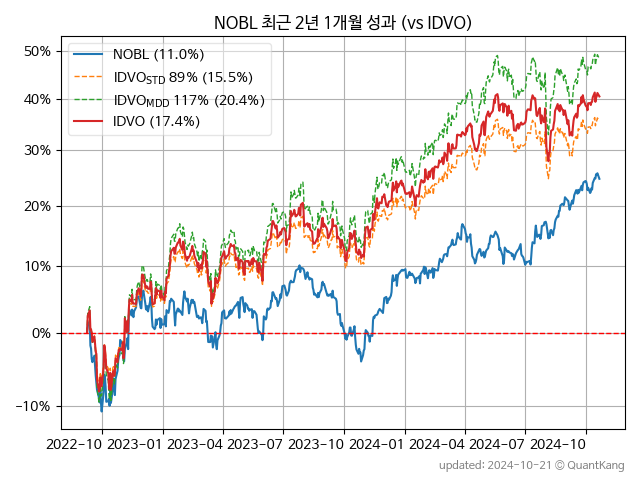 NOBL 최근 2년 1개월 성과 (vs IDVO)
50%
40%
30%
20%
10%
0%
−10%
NOBL (11.0%)
IDVO_STD 89% (15.5%)
IDVO_MDD 117% (20.4%)
IDVO (17.4%)
2022-10 2023-01 2023-04 2023-07 2023-10 2024-01 2024-04 2024-07 2024-10
updated: 2024-10-21 © QuantKang